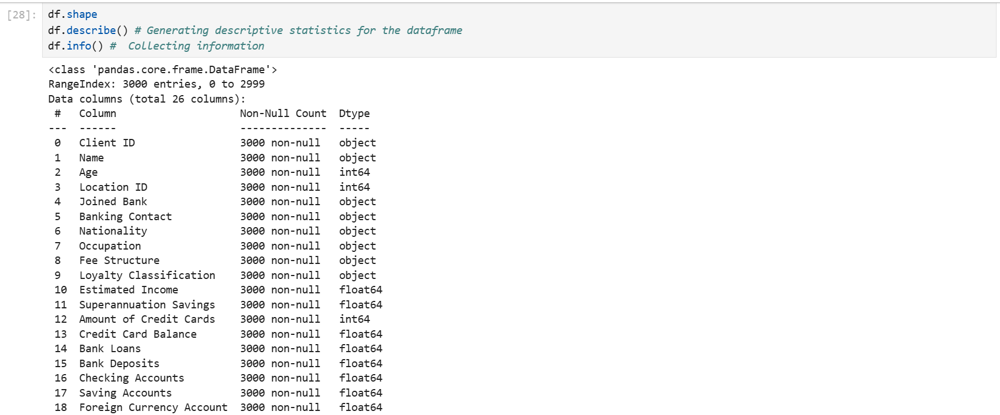 [28]: df.shape
df.describe() # Generating descriptive statistics for the dataframe
df.info() #  Collecting information
<class 'pandas.core.frame.DataFrame'>
RangeIndex: 3000 entries, 0 to 2999
Data columns (total 26 columns):
 #   Column                    Non-Null Count  Dtype
---  ------                    --------------  -----
 0   Client ID                 3000 non-null   object
 1   Name                      3000 non-null   object
 2   Age                       3000 non-null   int64
 3   Location ID               3000 non-null   int64
 4   Joined Bank               3000 non-null   object
 5   Banking Contact           3000 non-null   object
 6   Nationality               3000 non-null   object
 7   Occupation                3000 non-null   object
 8   Fee Structure             3000 non-null   object
 9   Loyalty Classification    3000 non-null   object
 10  Estimated Income          3000 non-null   float64
 11  Superannuation Savings    3000 non-null   float64
 12  Amount of Credit Cards    3000 non-null   int64
 13  Credit Card Balance       3000 non-null   float64
 14  Bank Loans                3000 non-null   float64
 15  Bank Deposits             3000 non-null   float64
 16  Checking Accounts         3000 non-null   float64
 17  Saving Accounts           3000 non-null   float64
 18  Foreign Currency Account  3000 non-null   float64